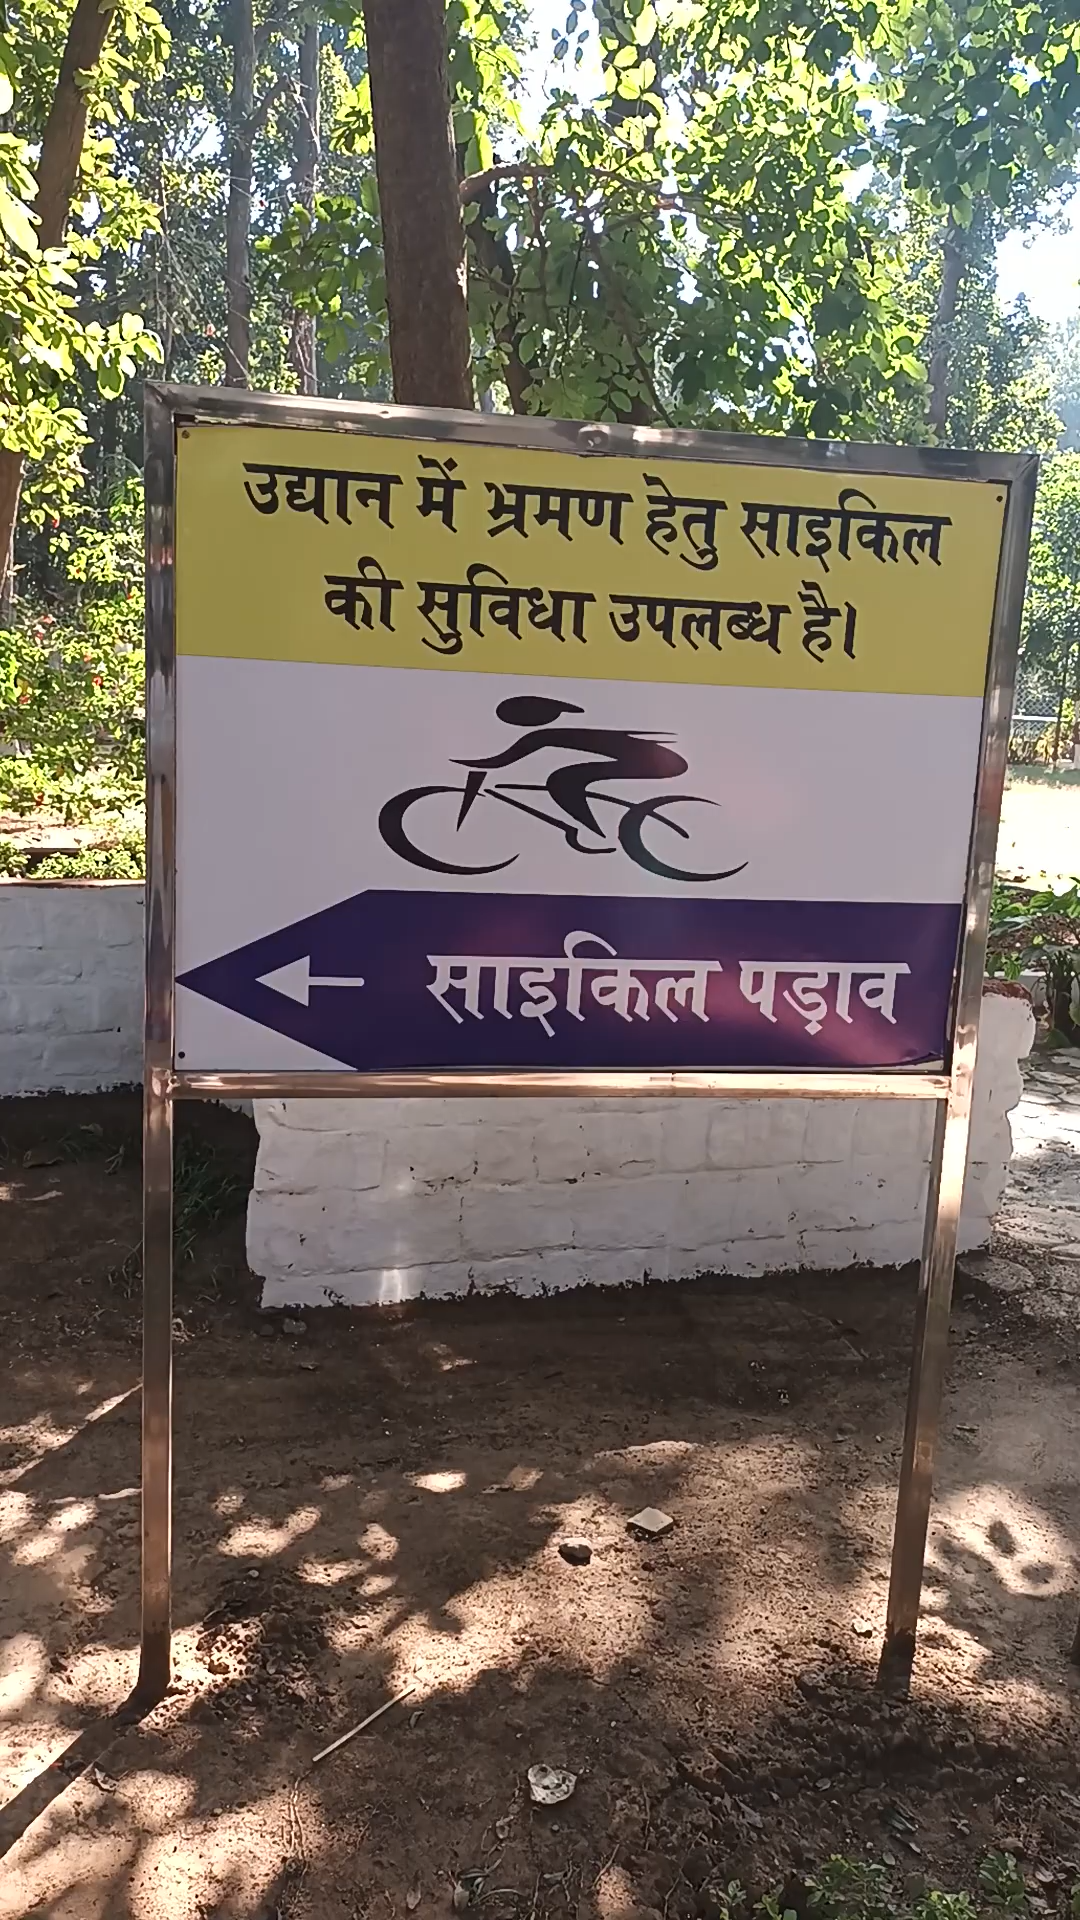 उद्यान में भ्रमण हेतु साइकिल
की सुविधा उपलब्ध है।
साइकिल पड़ाव